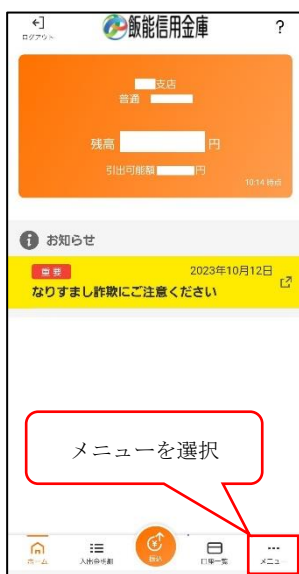 ログアウト
飯能信用金庫
?
支店
普通
残高 円
引出可能額 円
10:14 時点
お知らせ
重要 2023年10月12日
なりすまし詐欺にご注意ください
メニューを選択
ホーム 入出金明細 振込 口座一覧 メニュー